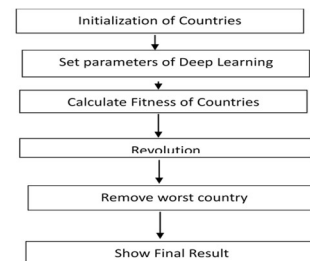 Initialization of Countries
Set parameters of Deep Learning
Calculate Fitness of Countries
Revolution
Remove worst country
Show Final Result